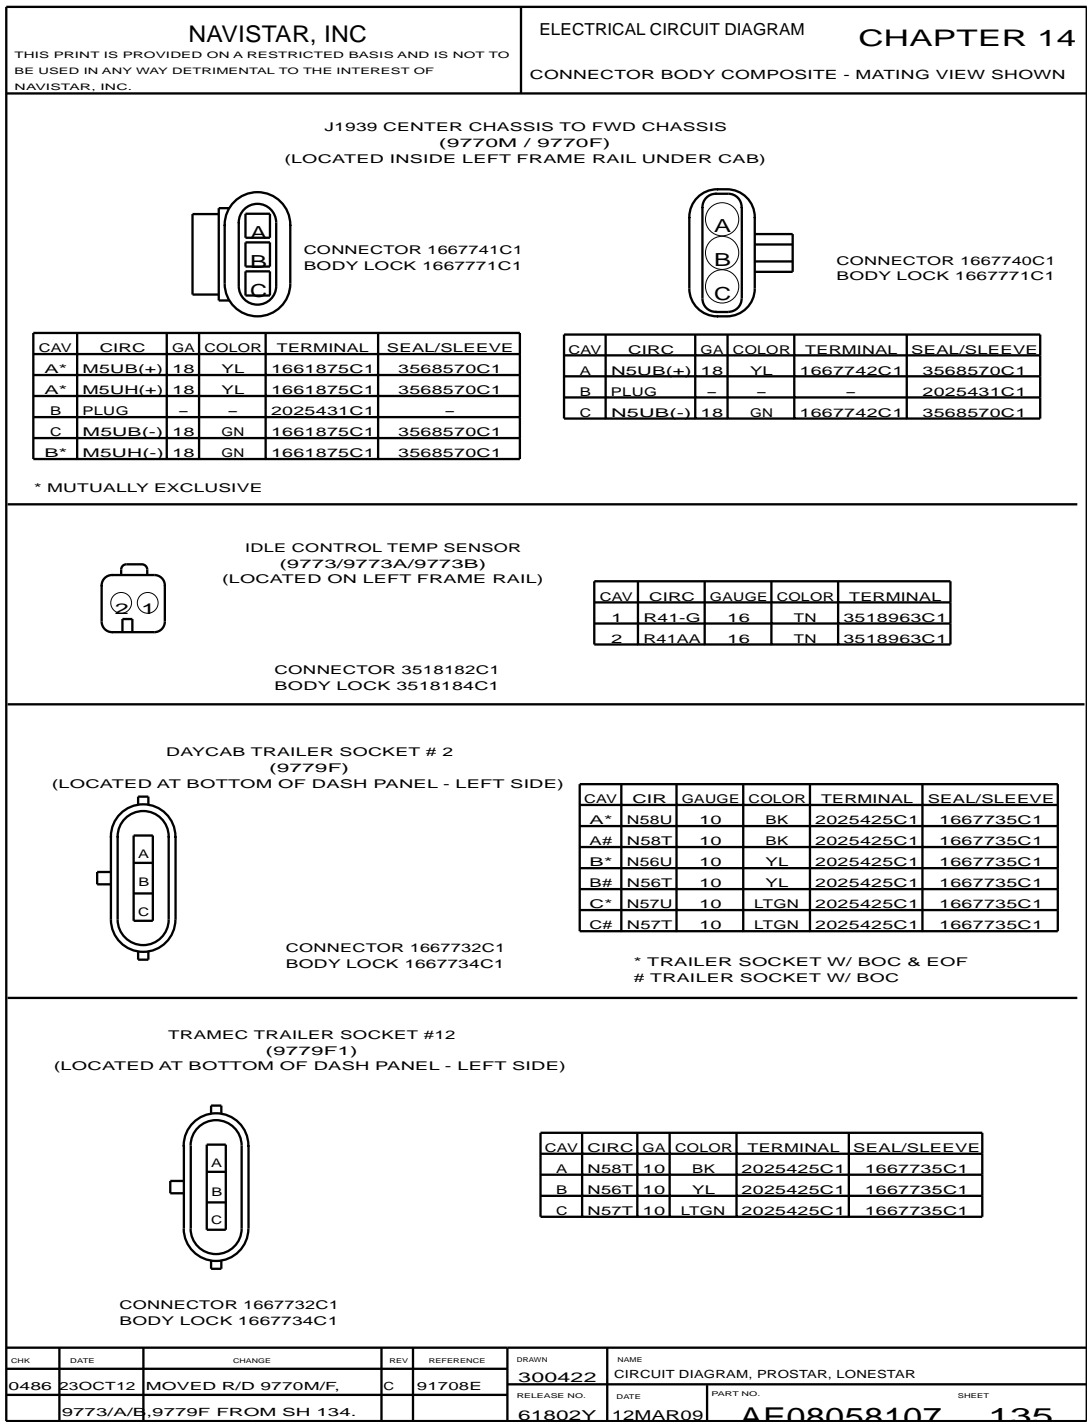 NAVISTAR, INC
THIS PRINT IS PROVIDED ON A RESTRICTED BASIS AND IS NOT TO
BE USED IN ANY WAY DETRIMENTAL TO THE INTEREST OF
NAVISTAR, INC.
ELECTRICAL CIRCUIT DIAGRAM CHAPTER 14
CONNECTOR BODY COMPOSITE - MATING VIEW SHOWN
J1939 CENTER CHASSIS TO FWD CHASSIS
(9770M / 9770F)
(LOCATED INSIDE LEFT FRAME RAIL UNDER CAB)
A
B
C
CONNECTOR 1667741C1
BODY LOCK 1667771C1
A
B
C
CONNECTOR 1667740C1
BODY LOCK 1667771C1
CAV CIRC GA COLOR TERMINAL SEAL/SLEEVE
A* M5UB(+) 18 YL 1661875C1 3568570C1
A* M5UH(+) 18 YL 1661875C1 3568570C1
B PLUG – – 2025431C1 –
C M5UB(-) 18 GN 1661875C1 3568570C1
B* M5UH(-) 18 GN 1661875C1 3568570C1
CAV CIRC GA COLOR TERMINAL SEAL/SLEEVE
A N5UB(+) 18 YL 1667742C1 3568570C1
B PLUG – – – 2025431C1
C N5UB(-) 18 GN 1667742C1 3568570C1
* MUTUALLY EXCLUSIVE
IDLE CONTROL TEMP SENSOR
(9773/9773A/9773B)
(LOCATED ON LEFT FRAME RAIL)
2 1
CONNECTOR 3518182C1
BODY LOCK 3518184C1
CAV CIRC GAUGE COLOR TERMINAL
1 R41-G 16 TN 3518963C1
2 R41AA 16 TN 3518963C1
DAYCAB TRAILER SOCKET # 2
(9779F)
(LOCATED AT BOTTOM OF DASH PANEL - LEFT SIDE)
A
B
C
CONNECTOR 1667732C1
BODY LOCK 1667734C1
CAV CIR GAUGE COLOR TERMINAL SEAL/SLEEVE
A* N58U 10 BK 2025425C1 1667735C1
A# N58T 10 BK 2025425C1 1667735C1
B* N56U 10 YL 2025425C1 1667735C1
B# N56T 10 YL 2025425C1 1667735C1
C* N57U 10 LTGN 2025425C1 1667735C1
C# N57T 10 LTGN 2025425C1 1667735C1
* TRAILER SOCKET W/ BOC & EOF
# TRAILER SOCKET W/ BOC
TRAMEC TRAILER SOCKET #12
(9779F1)
(LOCATED AT BOTTOM OF DASH PANEL - LEFT SIDE)
A
B
C
CONNECTOR 1667732C1
BODY LOCK 1667734C1
CAV CIRC GA COLOR TERMINAL SEAL/SLEEVE
A N58T 10 BK 2025425C1 1667735C1
B N56T 10 YL 2025425C1 1667735C1
C N57T 10 LTGN 2025425C1 1667735C1
CHK DATE CHANGE REV REFERENCE
0486 23OCT12 MOVED R/D 9770M/F, C 91708E
9773/A/B,9779F FROM SH 134.
DRAWN NAME
300422 CIRCUIT DIAGRAM, PROSTAR, LONESTAR
RELEASE NO. DATE PART NO. SHEET
61802Y 12MAR09 AE08058107 135